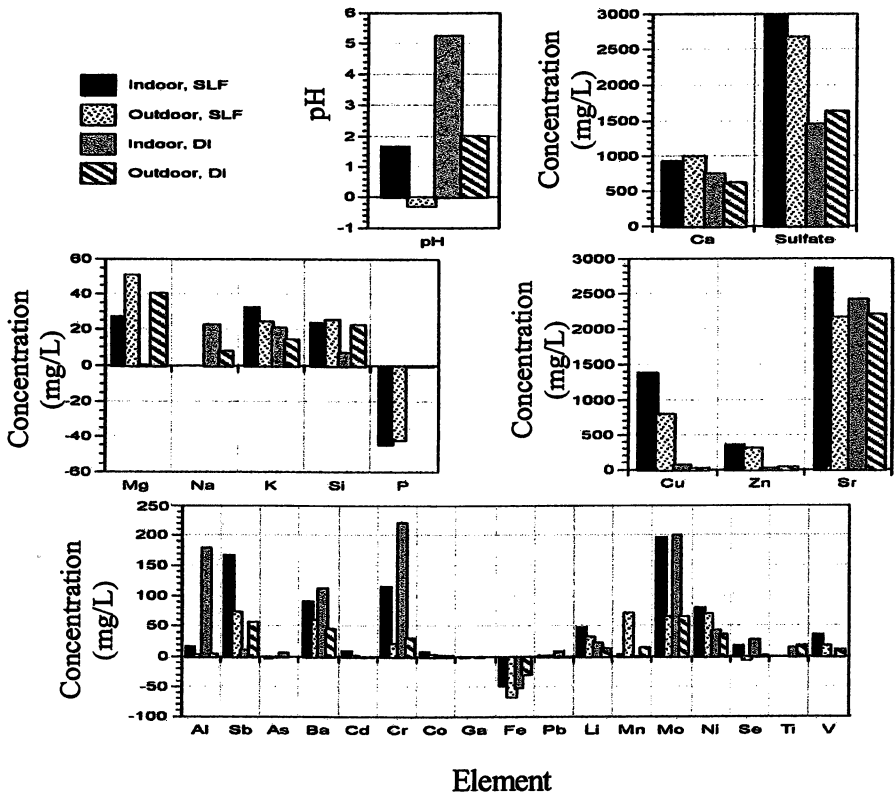 Indoor, SLF
Outdoor, SLF
Indoor, DI
Outdoor, DI
pH
6
5
4
3
2
1
0
-1
pH
Concentration
(mg/L)
3000
2500
2000
1500
1000
500
0
Ca Sulfate
Concentration
(mg/L)
60
40
20
0
-20
-40
-60
Mg Na K Si P
Concentration
(mg/L)
3000
2500
2000
1500
1000
500
0
Cu Zn Sr
Concentration
(mg/L)
250
200
150
100
50
0
-50
-100
Al Sb As Ba Cd Cr Co Ga Fe Pb Li Mn Mo Ni Se Ti V
Element